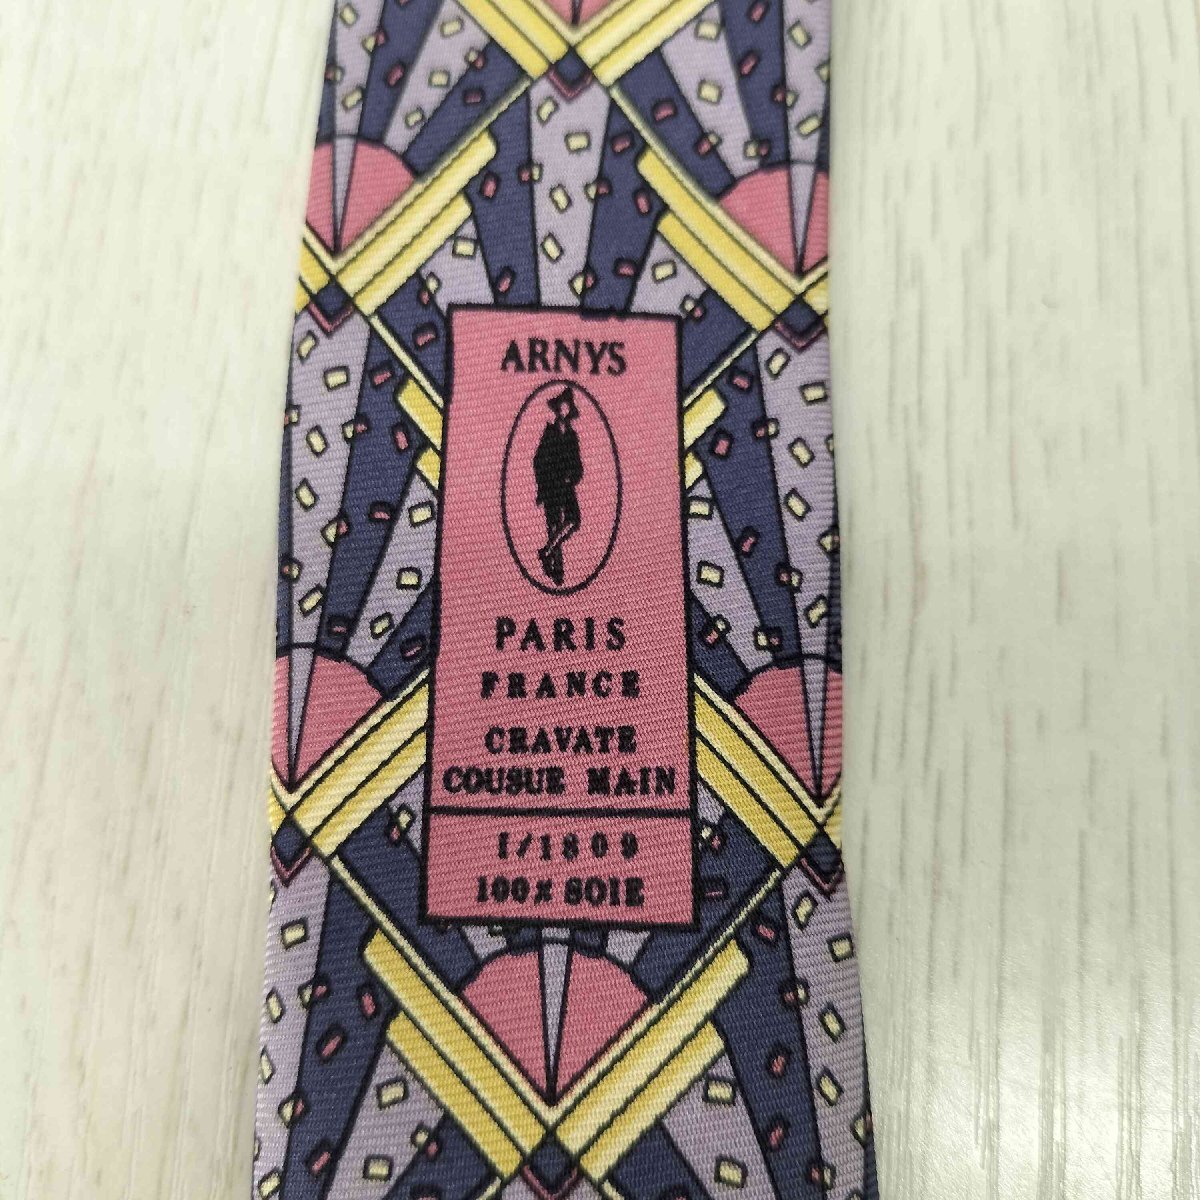 ARNYS
PARIS
FRANCE
CRAVATE
COUSUE MAIN
I/1809
100% SOIE